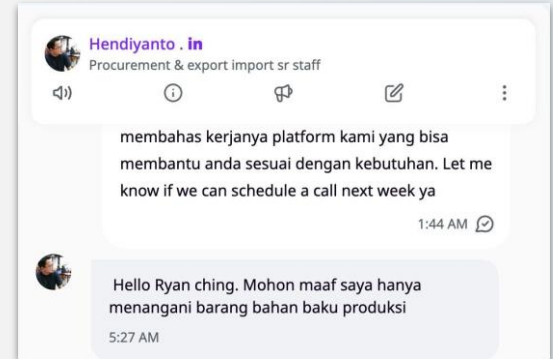 Hendiyanto . in
Procurement & export import sr staff
membahas kerjanya platform kami yang bisa
membantu anda sesuai dengan kebutuhan. Let me
know if we can schedule a call next week ya
1:44 AM
Hello Ryan ching. Mohon maaf saya hanya
menangani barang bahan baku produksi
5:27 AM